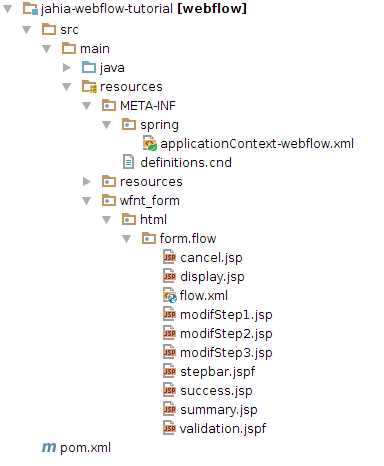 jahia-webflow-tutorial [webflow]
src
main
java
resources
META-INF
spring
applicationContext-webflow.xml
definitions.cnd
resources
wfnt_form
html
form.flow
cancel.jsp
display.jsp
flow.xml
modifStep1.jsp
modifStep2.jsp
modifStep3.jsp
stepbar.jspf
success.jsp
summary.jsp
validation.jspf
pom.xml